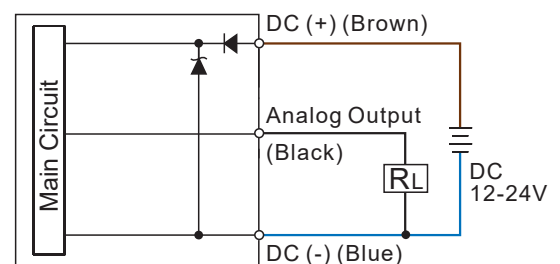 DC (+) (Brown)
Main Circuit
Analog Output
(Black)
RL
DC
12-24V
DC (-) (Blue)